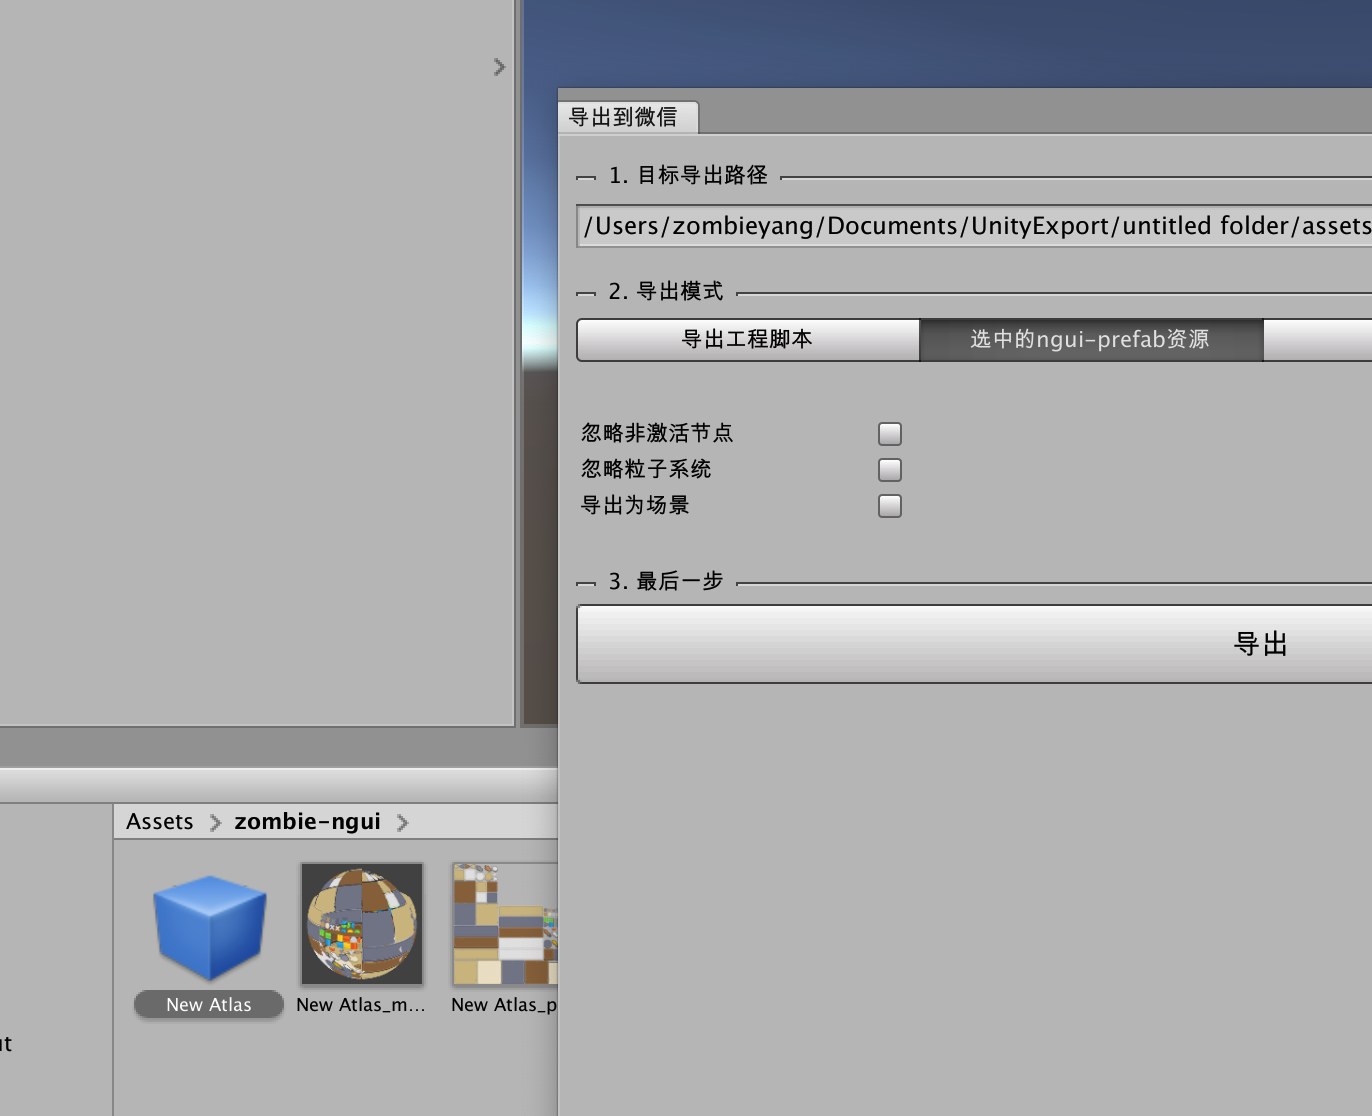 导出到微信
1. 目标导出路径
/Users/zombieyang/Documents/UnityExport/untitled folder/assets
2. 导出模式
导出工程脚本 选中的ngui-prefab资源
忽略非激活节点
忽略粒子系统
导出为场景
3. 最后一步
导出
Assets zombie-ngui
New Atlas New Atlas_m... New Atlas_p